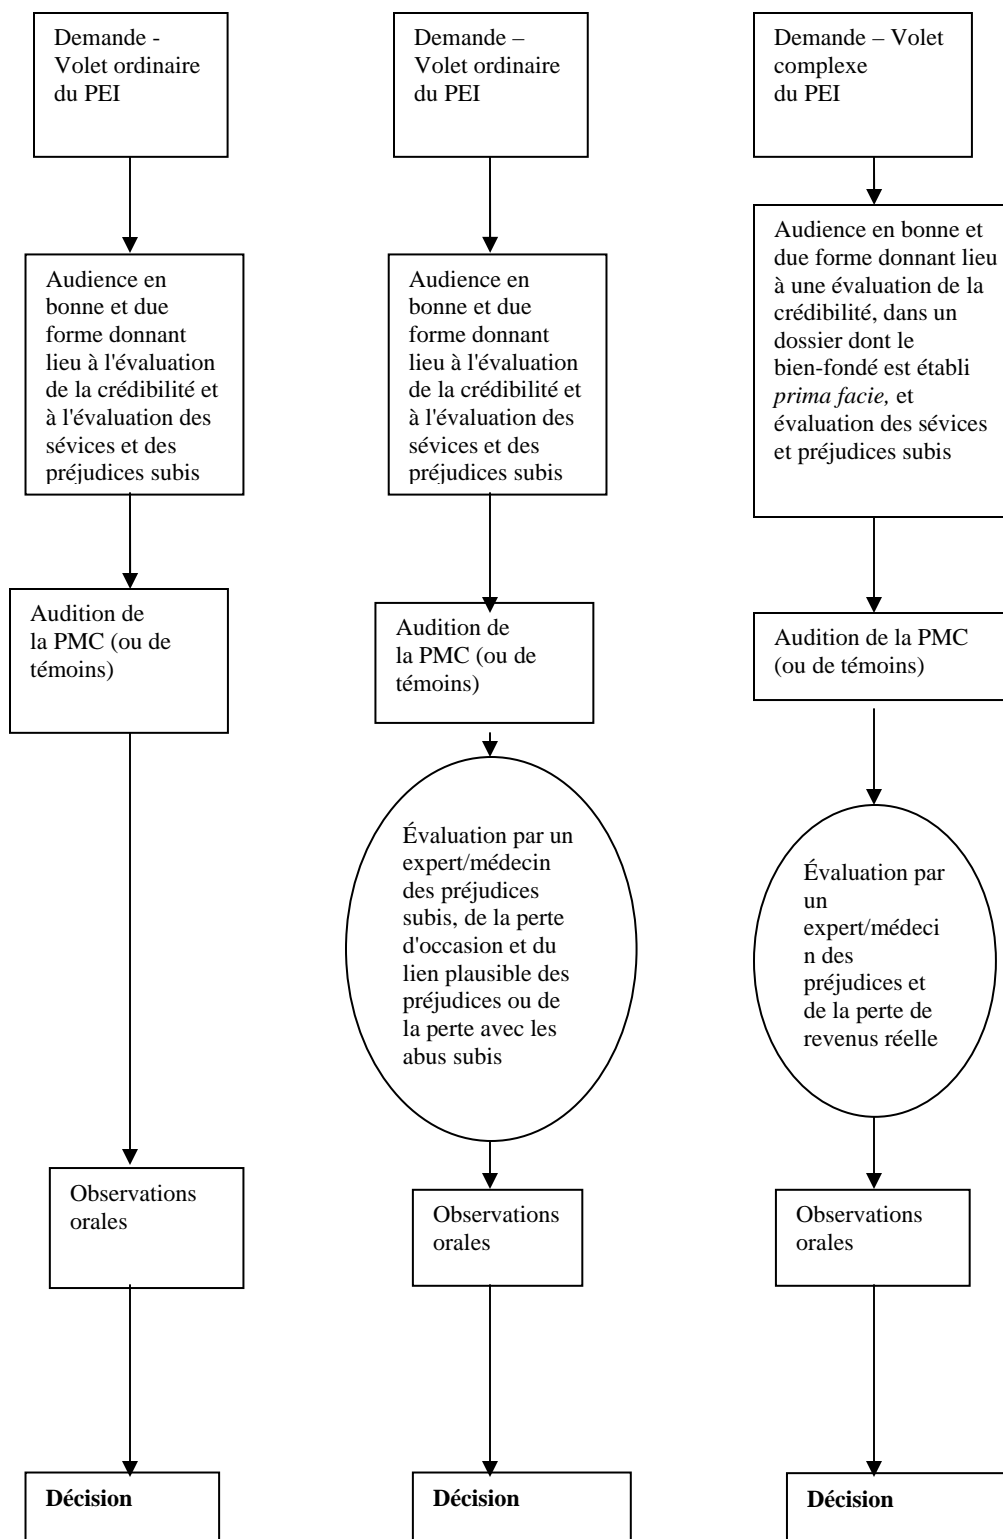 Demande -
Volet ordinaire
du PEI
Audience en
bonne et due
forme donnant
lieu à l'évaluation
de la crédibilité et
à l'évaluation des
sévices et des
préjudices subis
Audition de
la PMC (ou de
témoins)
Observations
orales
Décision
Demande –
Volet ordinaire
du PEI
Audience en
bonne et due
forme donnant
lieu à l'évaluation
de la crédibilité et
à l'évaluation des
sévices et des
préjudices subis
Audition de
la PMC (ou de
témoins)
Évaluation par un
expert/médecin
des préjudices
subis, de la perte
d'occasion et du
lien plausible des
préjudices ou de
la perte avec les
abus subis
Observations
orales
Décision
Demande – Volet
complexe
du PEI
Audience en bonne et
due forme donnant lieu
à une évaluation de la
crédibilité, dans un
dossier dont le
bien-fondé est établi
prima facie, et
évaluation des sévices
et préjudices subis
Audition de la PMC
(ou de témoins)
Évaluation par
un
expert/médeci
n des
préjudices et
de la perte de
revenus réelle
Observations
orales
Décision